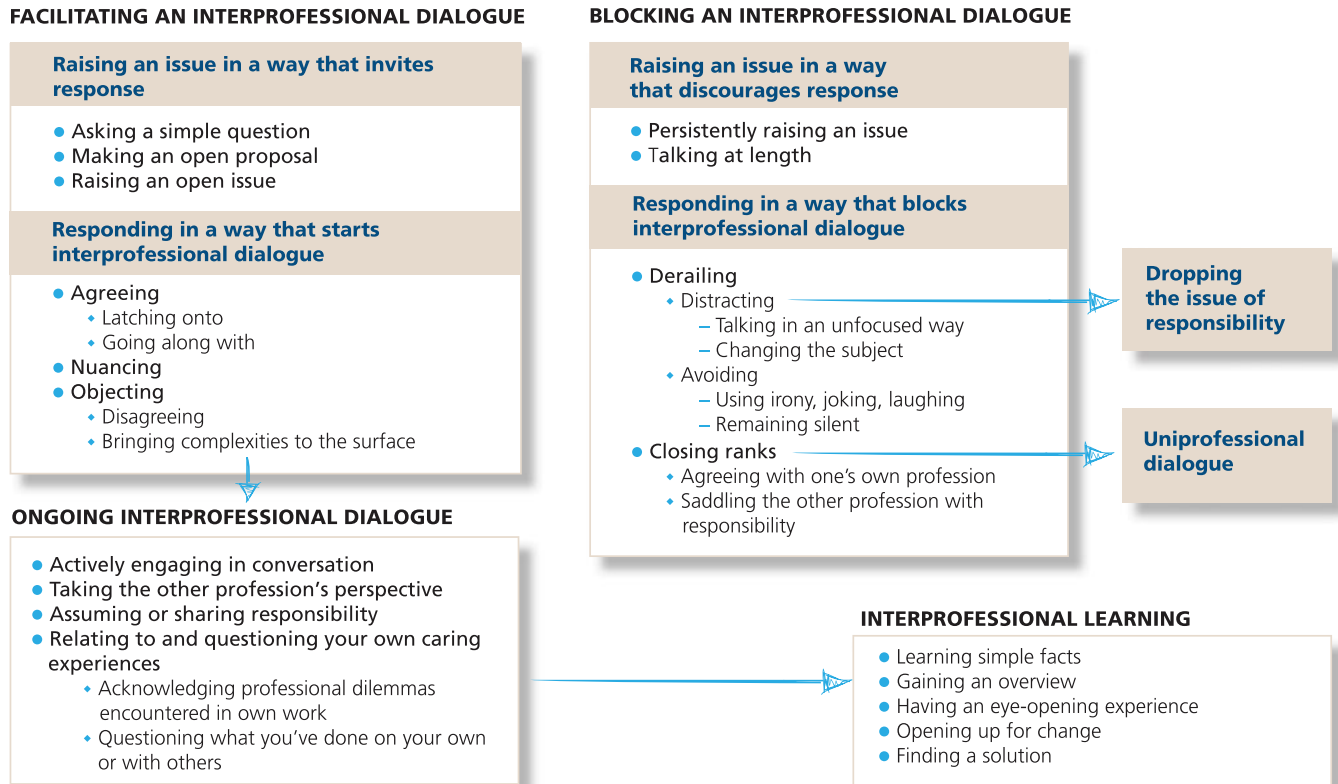 FACILITATING AN INTERPROFESSIONAL DIALOGUE
Raising an issue in a way that invites
response
Asking a simple question
Making an open proposal
Raising an open issue
Responding in a way that starts
interprofessional dialogue
Agreeing
Latching onto
Going along with
Nuancing
Objecting
Disagreeing
Bringing complexities to the surface
ONGOING INTERPROFESSIONAL DIALOGUE
Actively engaging in conversation
Taking the other profession’s perspective
Assuming or sharing responsibility
Relating to and questioning your own caring
experiences
Acknowledging professional dilemmas
encountered in own work
Questioning what you’ve done on your own
or with others
BLOCKING AN INTERPROFESSIONAL DIALOGUE
Raising an issue in a way
that discourages response
Persistently raising an issue
Talking at length
Responding in a way that blocks
interprofessional dialogue
Derailing
Distracting
– Talking in an unfocused way
– Changing the subject
Avoiding
– Using irony, joking, laughing
– Remaining silent
Closing ranks
Agreeing with one’s own profession
Saddling the other profession with
responsibility
Dropping
the issue of
responsibility
Uniprofessional
dialogue
INTERPROFESSIONAL LEARNING
Learning simple facts
Gaining an overview
Having an eye-opening experience
Opening up for change
Finding a solution